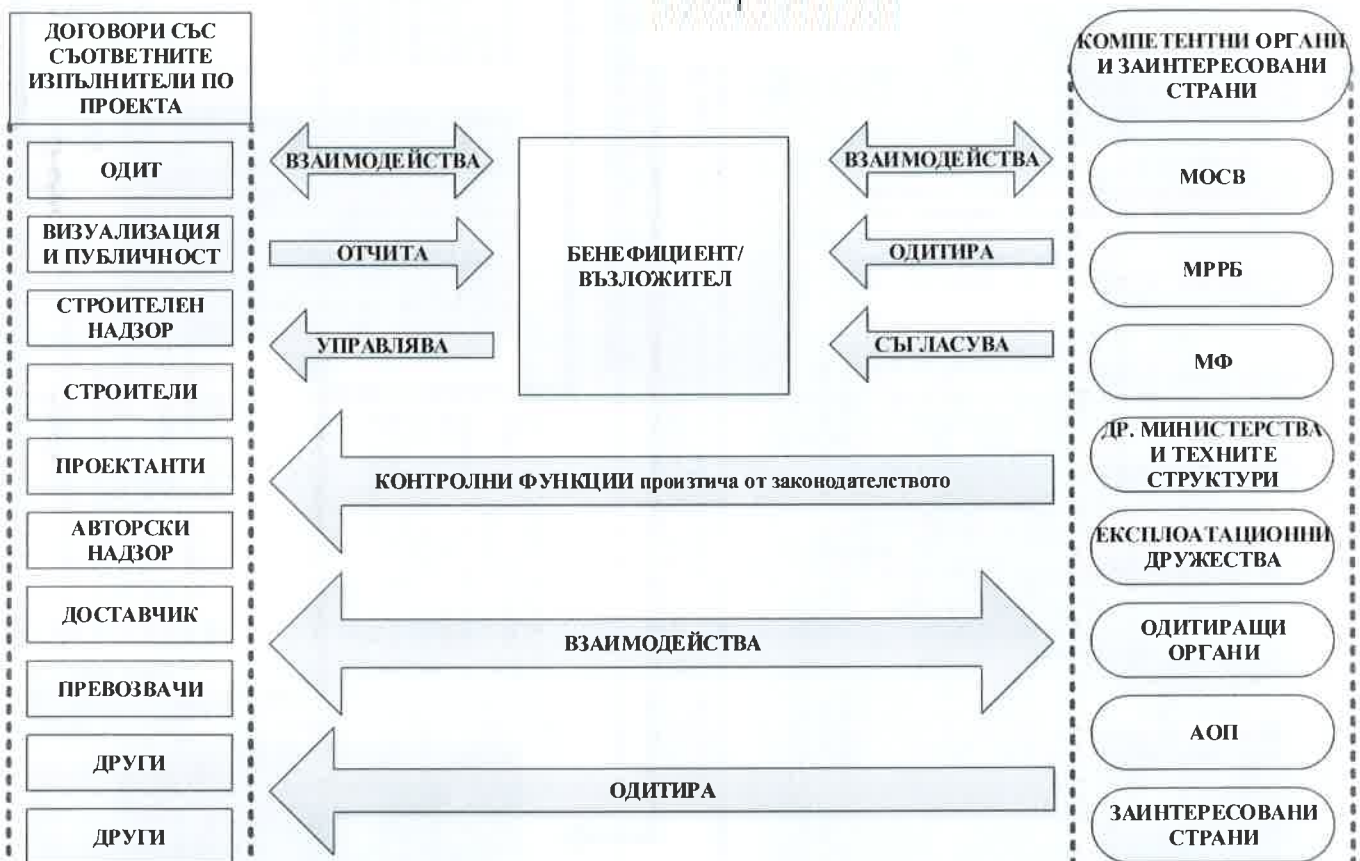 ДОГОВОРИ СЪС
СЪОТВЕТНИТЕ
ИЗПЪЛНИТЕЛИ ПО
ПРОЕКТА
ОДИТ
ВИЗУАЛИЗАЦИЯ
И ПУБЛИЧНОСТ
СТРОИТЕЛЕН
НАДЗОР
СТРОИТЕЛИ
ПРОЕКТАНТИ
АВТОРСКИ
НАДЗОР
ДОСТАВЧИК
ПРЕВОЗВАЧИ
ДРУГИ
ДРУГИ
ВЗАИМОДЕЙСТВА
ОТЧИТА
УПРАВЛЯВА
БЕНЕФИЦИЕНТ/
ВЪЗЛОЖИТЕЛ
ВЗАИМОДЕЙСТВА
ОДИТИРА
СЪГЛАСУВА
КОНТРОЛНИ ФУНКЦИИ произтича от законодателството
ВЗАИМОДЕЙСТВА
ОДИТИРА
КОМПЕТЕНТНИ ОРГАНИ
И ЗАИНТЕРЕСОВАНИ
СТРАНИ
МОСВ
МРРБ
МФ
ДР. МИНИСТЕРСТВА
И ТЕХНИТЕ
СТРУКТУРИ
ЕКСПЛОАТАЦИОННИ
ДРУЖЕСТВА
ОДИТИРАЩИ
ОРГАНИ
АОП
ЗАИНТЕРЕСОВАНИ
СТРАНИ